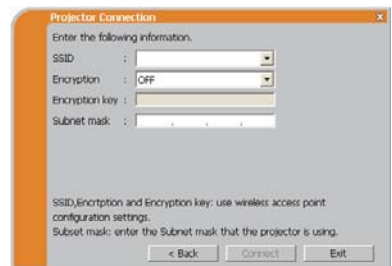 Projector Connection x
Enter the following information.
SSID :
Encryption : OFF
Encryption key :
Subnet mask : . . .
SSID,Encrtption and Encryption key: use wireless access point
configuration settings.
Subset mask: enter the Subnet mask that the projector is using.
< Back Connect Exit